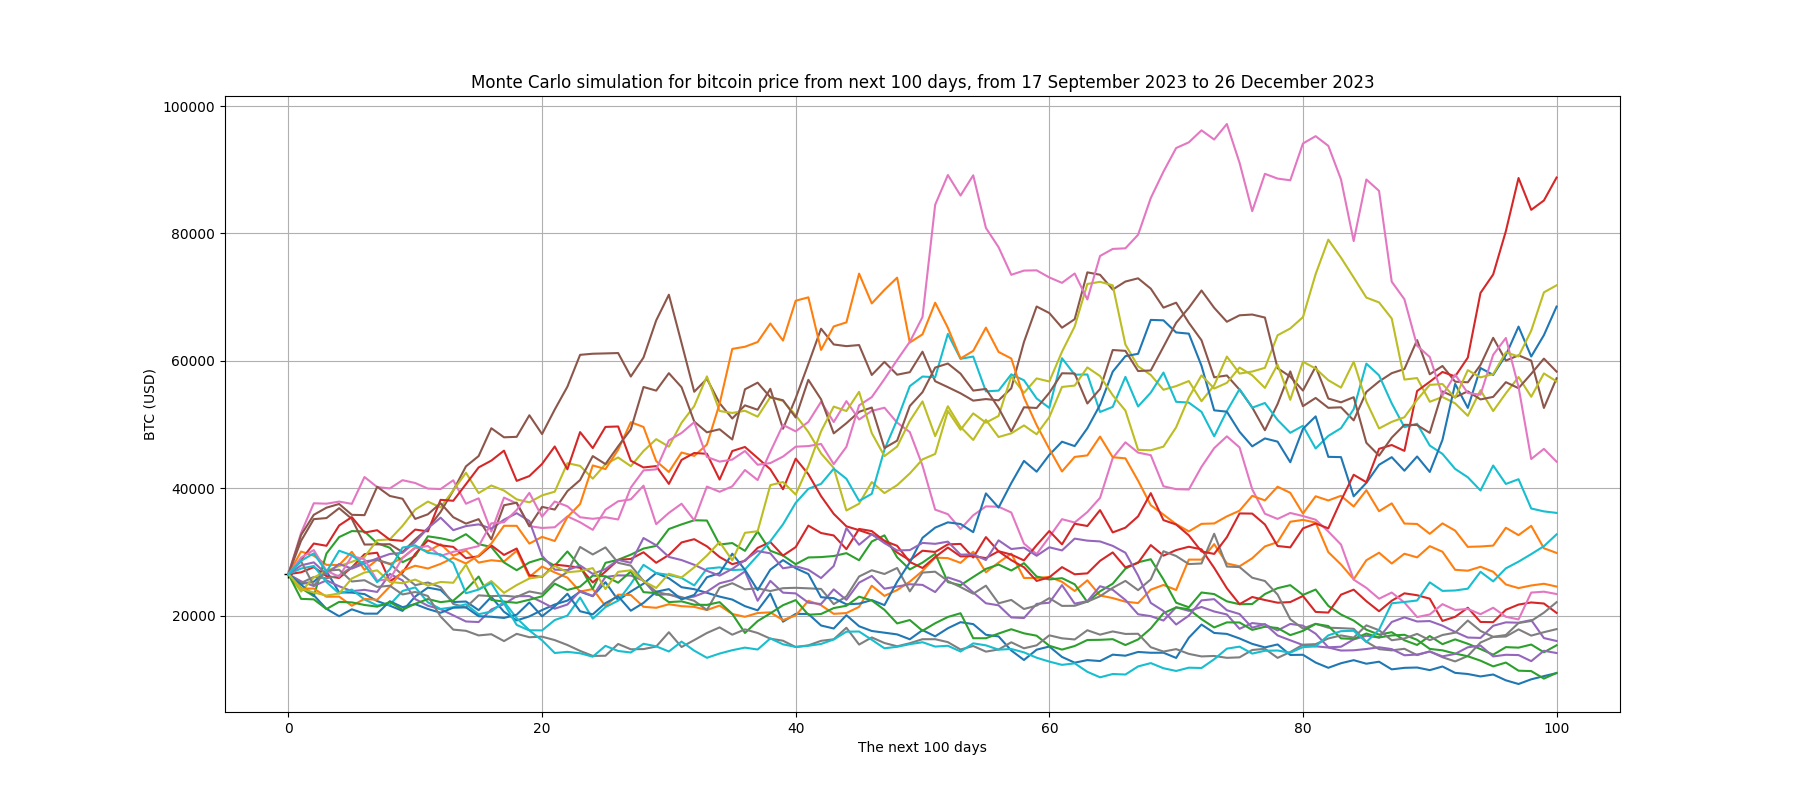 Monte Carlo simulation for bitcoin price from next 100 days, from 17 September 2023 to 26 December 2023
100000
80000
60000
40000
20000
BTC (USD)
0 20 40 60 80 100
The next 100 days